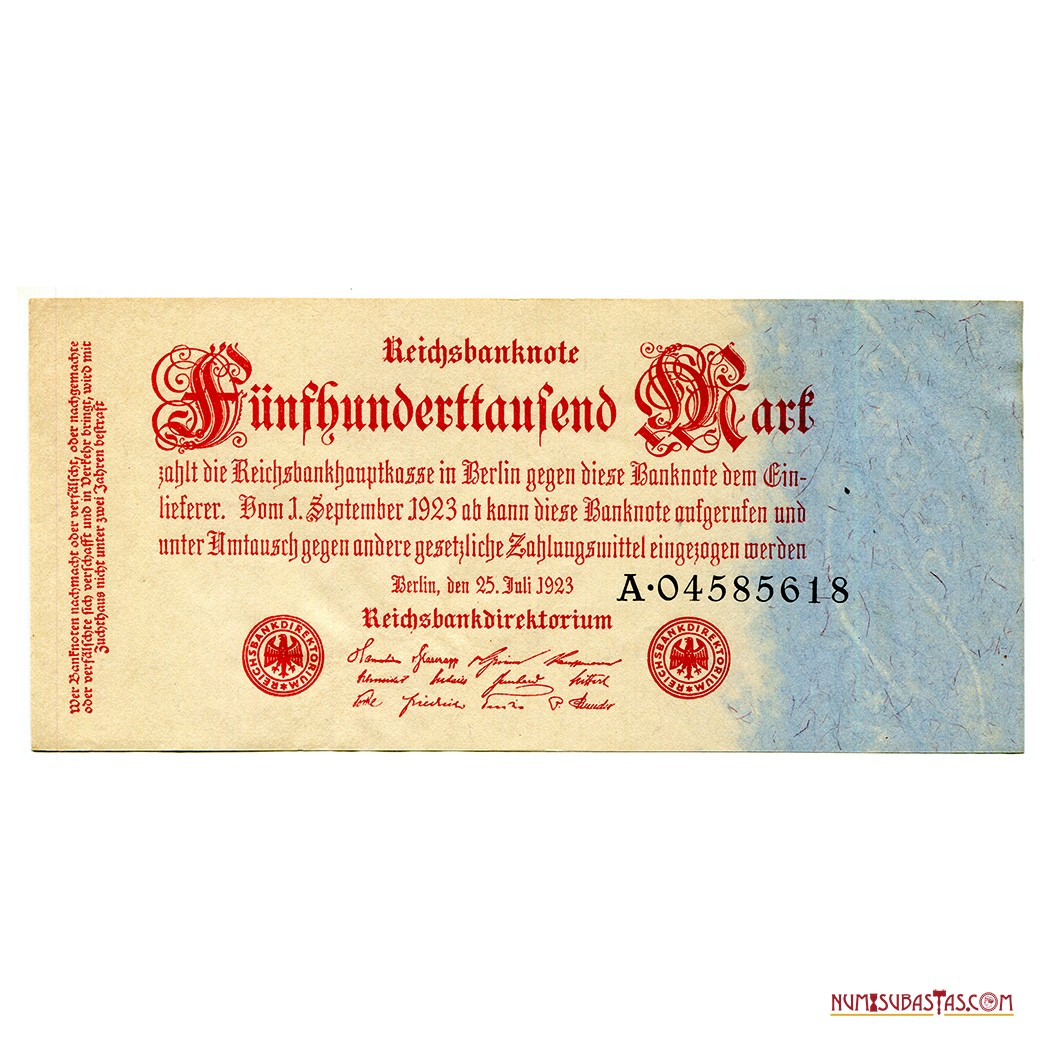 Reichsbanknote
Fünfhunderttausend Mark
zahlt die Reichsbankhauptkasse in Berlin gegen diese Banknote dem Ein-
lieferer. Vom 1. September 1923 ab kann diese Banknote aufgerufen und
unter Umtausch gegen andere gesetzliche Zahlungsmittel eingezogen werden
Berlin, den 25. Juli 1923
A·04585618
Reichsbankdirektorium
REICHSBANKDIREKTORIUM
REICHSBANKDIREKTORIUM
Friedrich
Wer Banknoten nachmacht oder verfälscht, oder nachgemachte
oder verfälschte sich verschafft und in Verkehr bringt, wird mit
Zuchthaus nicht unter zwei Jahren bestraft
NUMISUBASTAS.COM